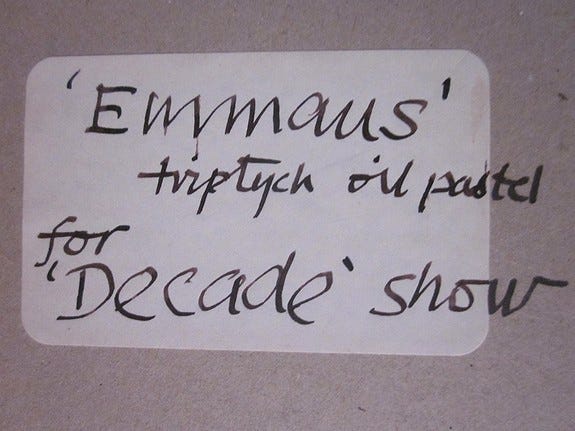 'Emmaus'
triptych oil pastel
for
'Decade' show